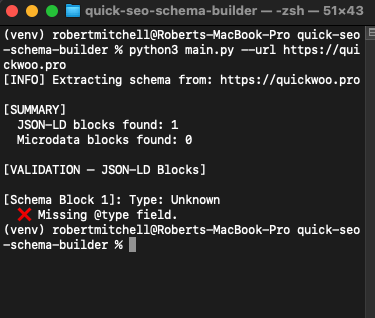 quick-seo-schema-builder — -zsh — 51×43
(venv) robertmitchell@Roberts-MacBook-Pro quick-seo
-schema-builder % python3 main.py --url https://qui
ckwoo.pro
[INFO] Extracting schema from: https://quickwoo.pro
[SUMMARY]
JSON-LD blocks found: 1
Microdata blocks found: 0
[VALIDATION — JSON-LD Blocks]
[Schema Block 1]: Type: Unknown
❌ Missing @type field.
(venv) robertmitchell@Roberts-MacBook-Pro quick-seo
-schema-builder %